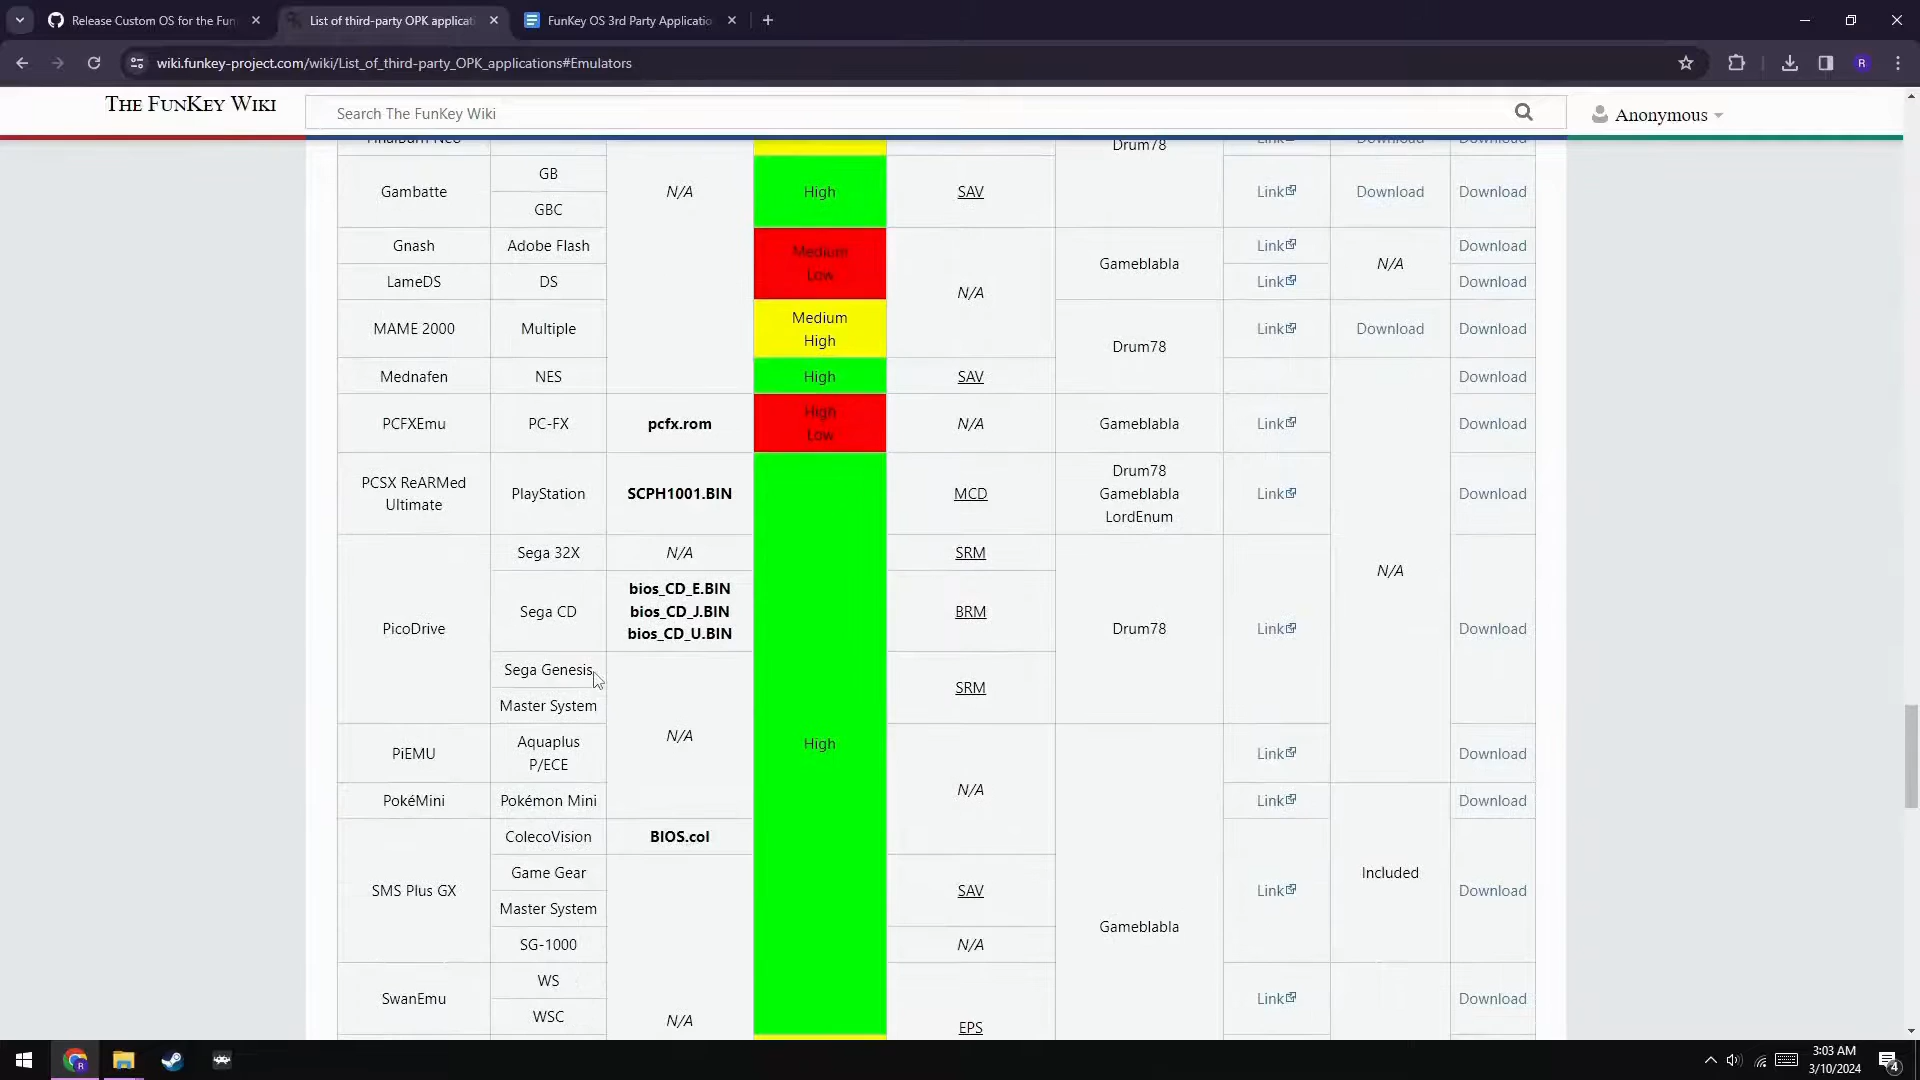 Release Custom OS for the Fun
List of third-party OPK applicati
FunKey OS 3rd Party Applicatio
wiki.funkey-project.com/wiki/List_of_third-party_OPK_applications#Emulators
R
THE FUNKEY WIKI
Search The FunKey Wiki
Anonymous
FinalBurn Neo
Drum78
Link
Download
Download
Gambatte
GB
GBC
N/A
High
SAV
Link
Download
Download
Gnash
Adobe Flash
Medium
Low
Gameblabla
Link
N/A
Download
LameDS
DS
N/A
Link
Download
MAME 2000
Multiple
Medium
High
Drum78
Link
Download
Download
Mednafen
NES
High
SAV
Download
PCFXEmu
PC-FX
pcfx.rom
High
Low
N/A
Gameblabla
Link
Download
PCSX ReARMed
Ultimate
PlayStation
SCPH1001.BIN
MCD
Drum78
Gameblabla
LordEnum
Link
Download
Sega 32X
N/A
SRM
N/A
PicoDrive
Sega CD
bios_CD_E.BIN
bios_CD_J.BIN
bios_CD_U.BIN
BRM
Drum78
Link
Download
Sega Genesis
SRM
Master System
N/A
High
PiEMU
Aquaplus
P/ECE
Link
Download
N/A
PokéMini
Pokémon Mini
Link
Download
ColecoVision
BIOS.col
SMS Plus GX
Game Gear
Master System
SAV
Link
Included
Download
SG-1000
N/A
Gameblabla
SwanEmu
WS
WSC
N/A
EPS
Link
Download
R
3:03 AM
3/10/2024
4